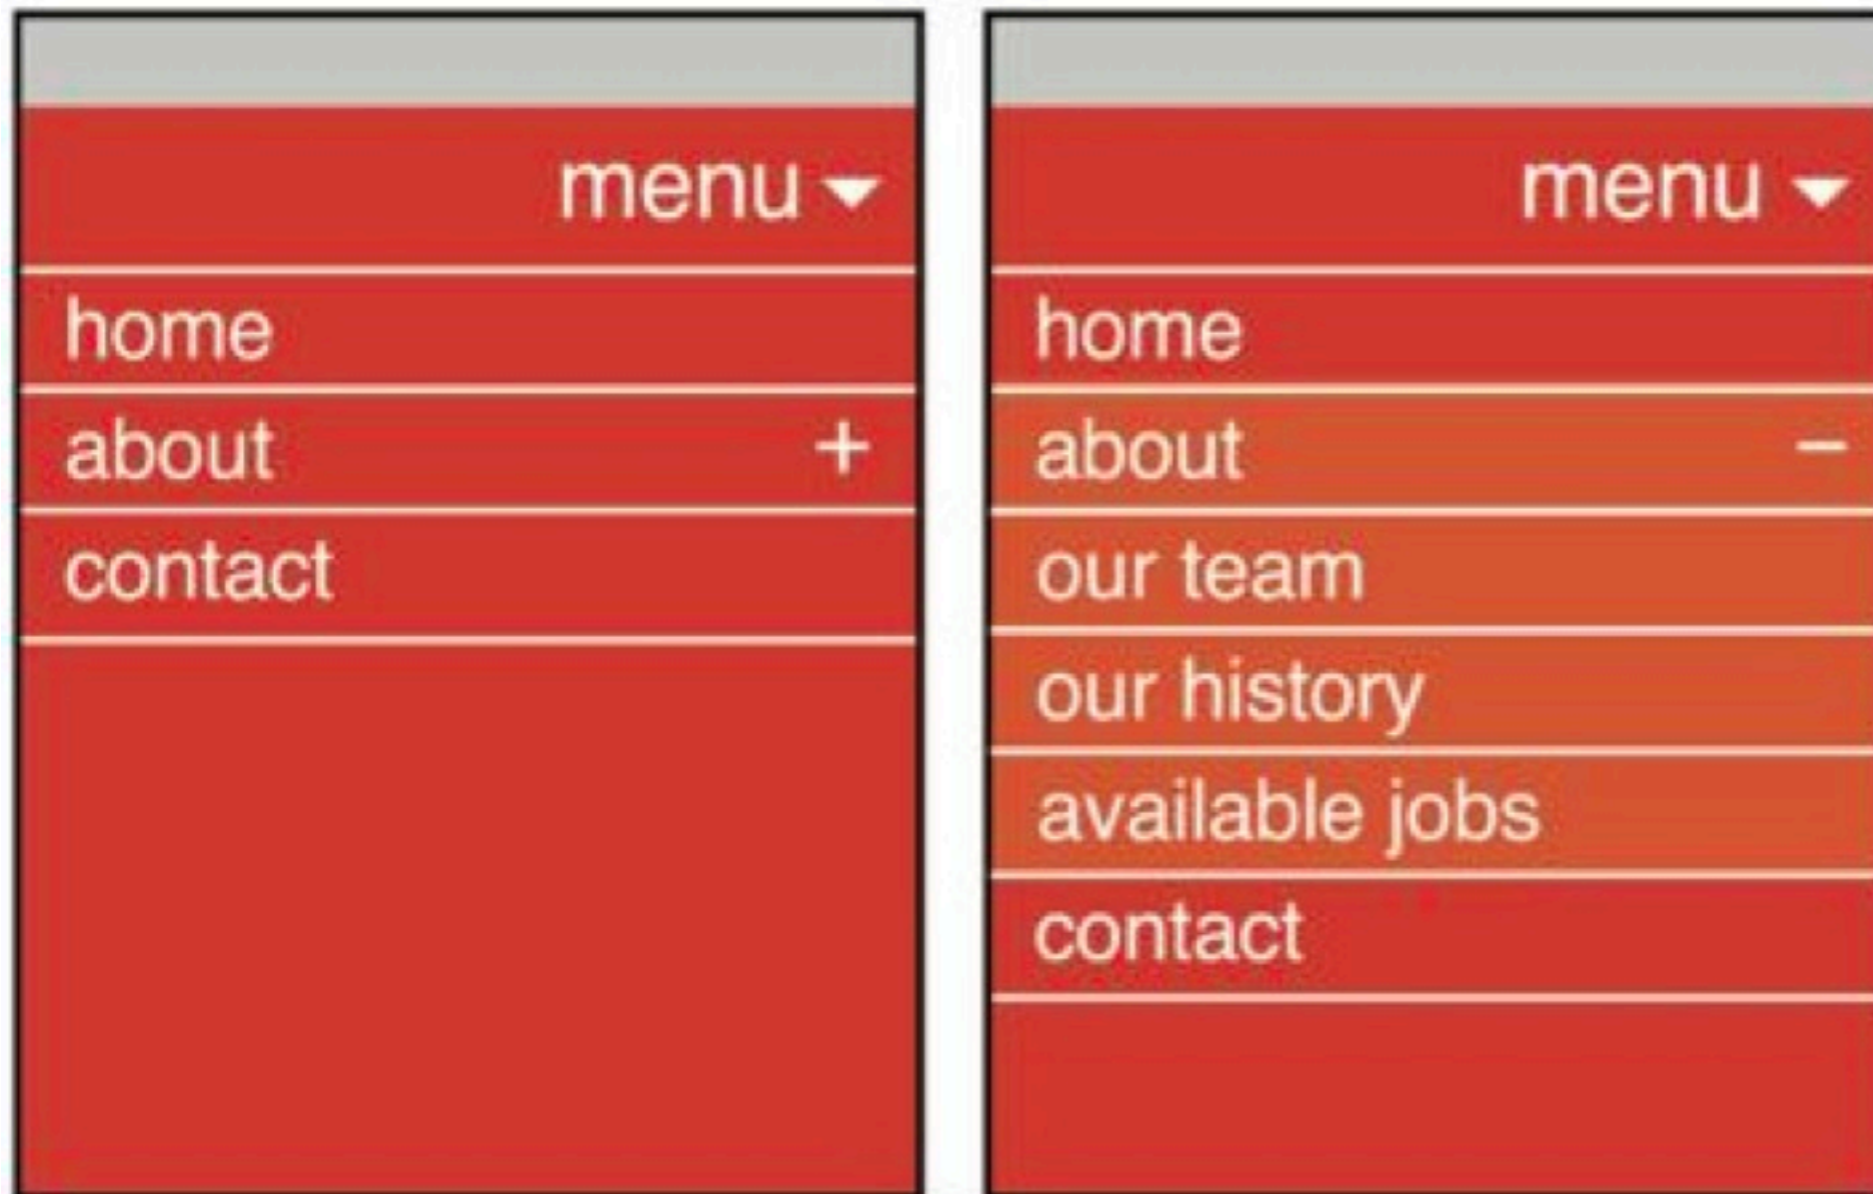 menu
home
about +
contact
menu
home
about −
our team
our history
available jobs
contact